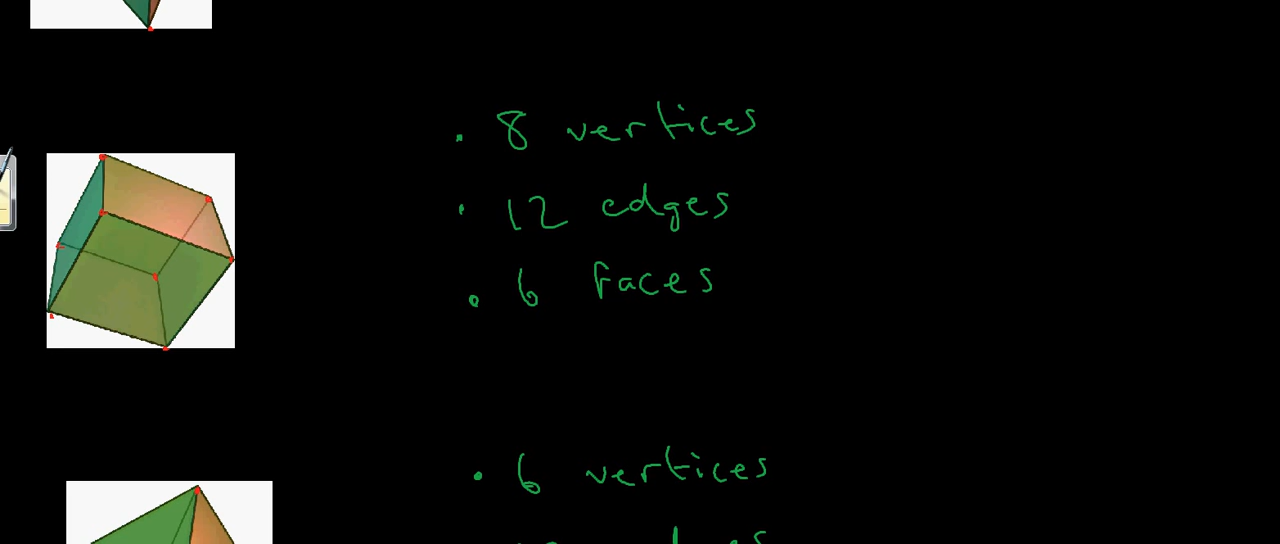 · 8 vertices
· 12 edges
· 6 faces
· 6 vertices